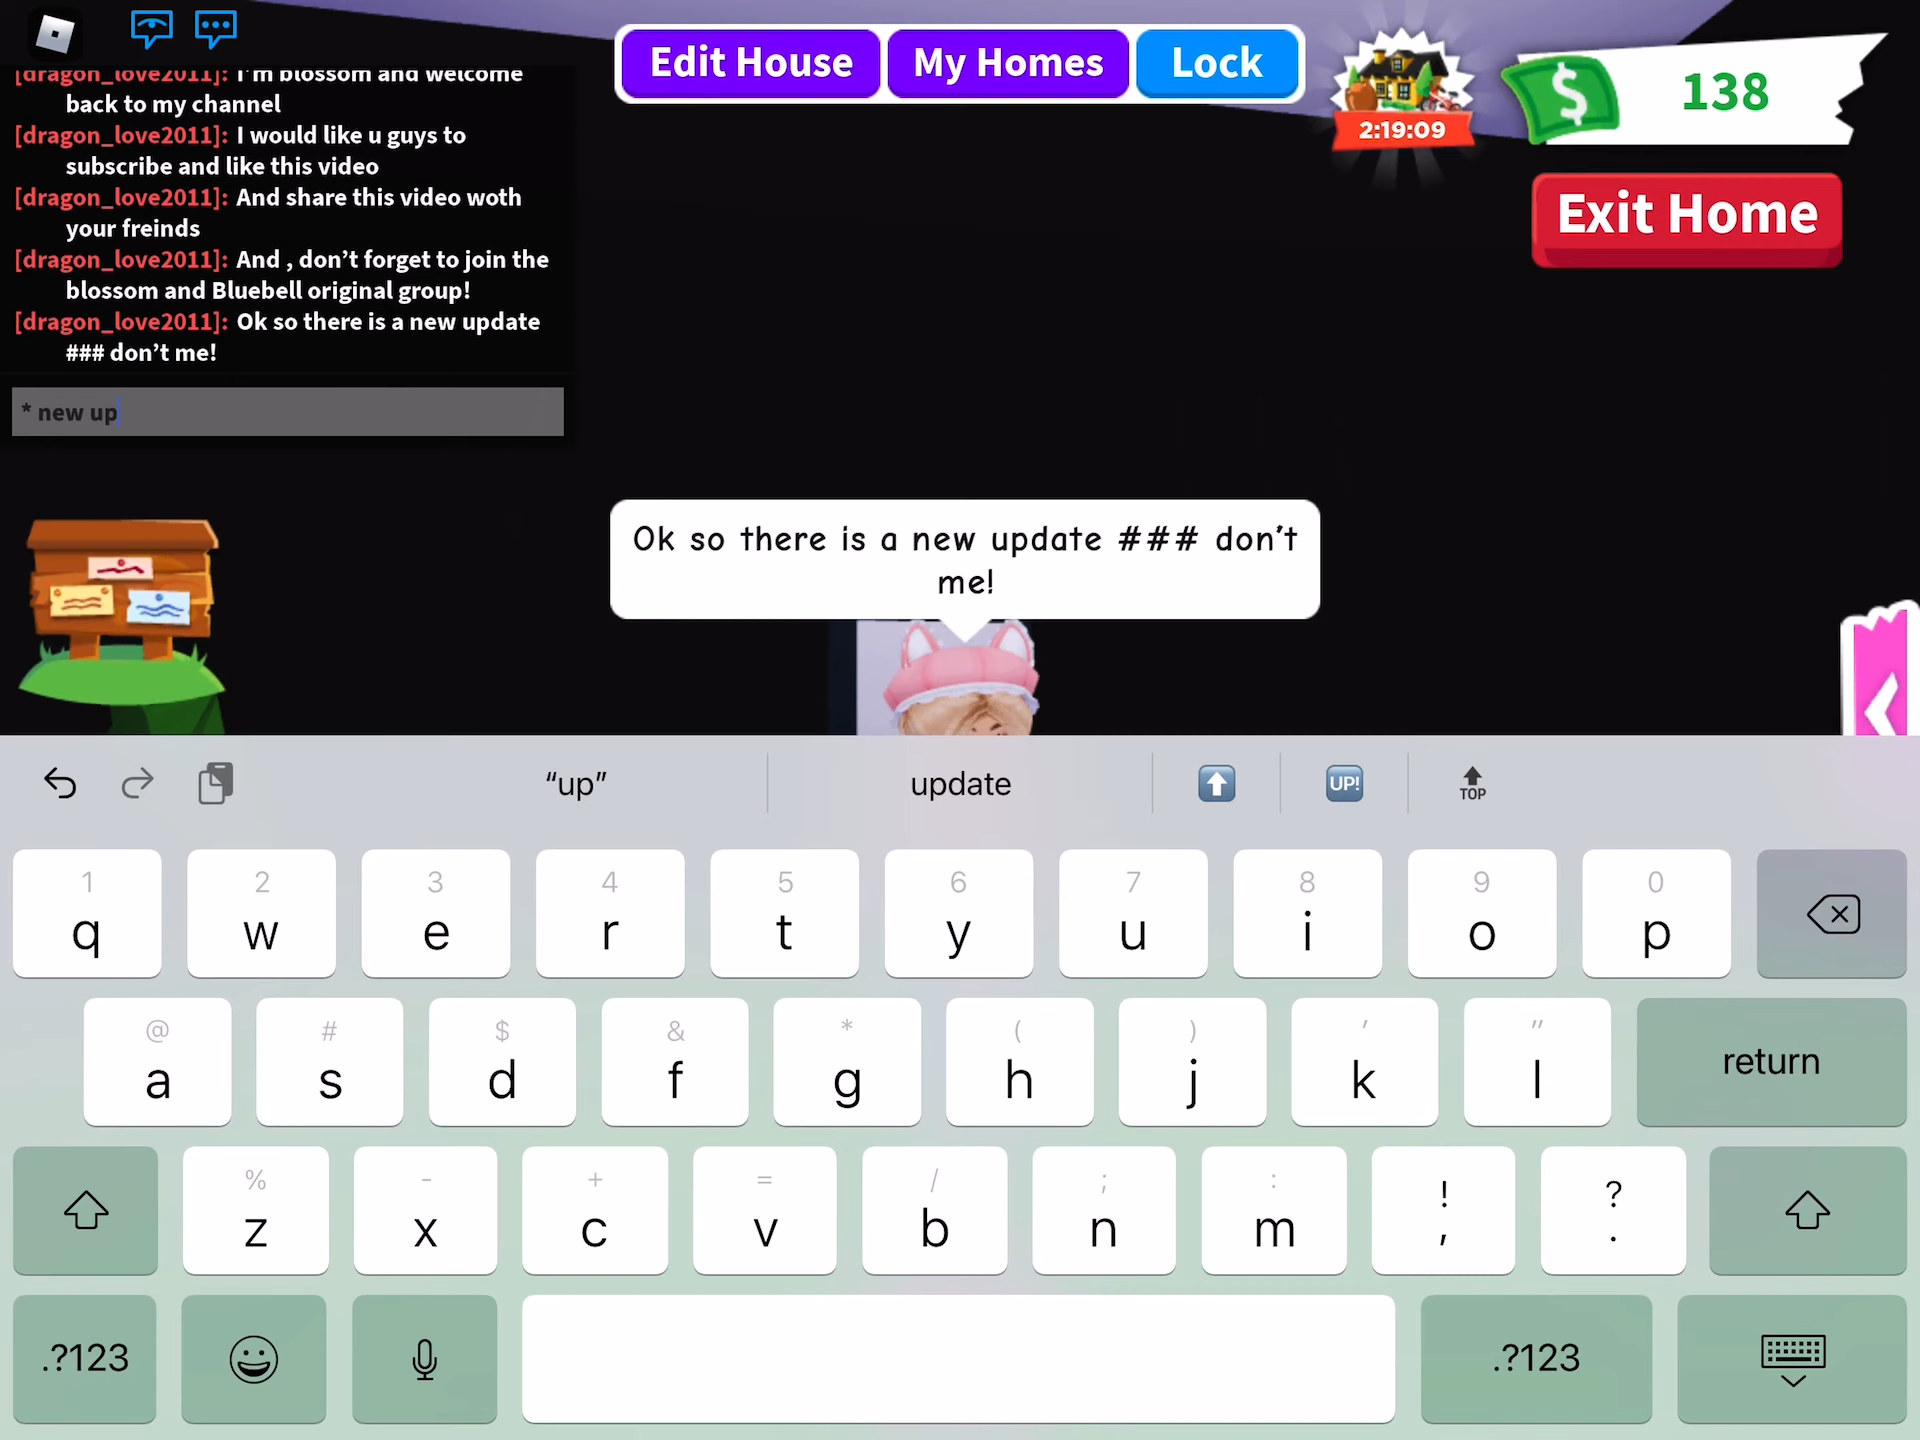 Edit House
My Homes
Lock
2:19:09
138
Exit Home
[dragon_love2011]: I'm blossom and welcome
back to my channel
[dragon_love2011]: I would like u guys to
subscribe and like this video
[dragon_love2011]: And share this video woth
your freinds
[dragon_love2011]: And , don't forget to join the
blossom and Bluebell original group!
[dragon_love2011]: Ok so there is a new update
### don't me!
* new up
Ok so there is a new update ### don't
me!
“up”
update
UP!
TOP
1 2 3 4 5 6 7 8 9 0
q w e r t y u i o p
@ # $ & * ( ) ' "
a s d f g h j k l return
% - + = / ; : ! ?
z x c v b n m , .
.?123 .?123